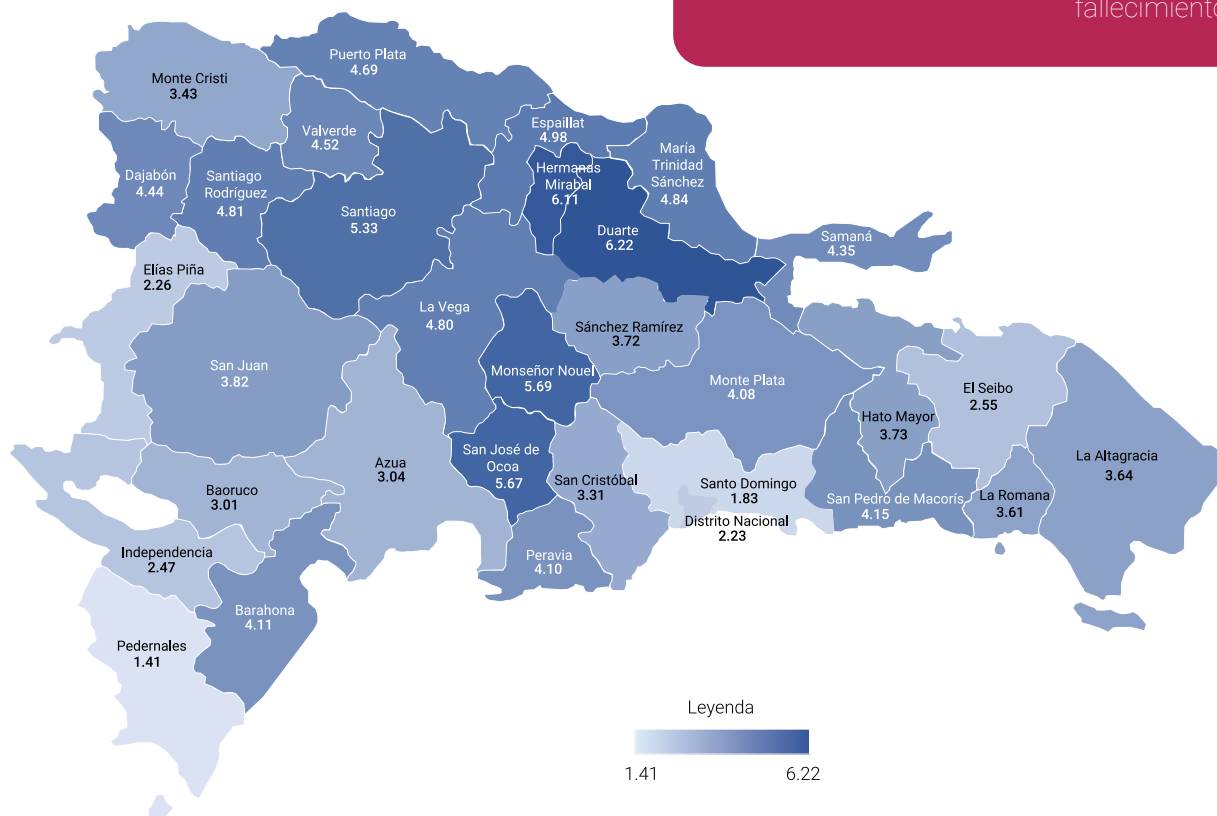 fallecimiento
Puerto Plata
4.69
Monte Cristi
3.43
Espaillat
4.98
Valverde
4.52
María
Trinidad
Sánchez
4.84
Hermanas
Mirabal
6.11
Dajabón
4.44
Santiago
Rodríguez
4.81
Santiago
5.33
Duarte
6.22
Samaná
4.35
Elías Piña
2.26
La Vega
4.80
Sánchez Ramírez
3.72
San Juan
3.82
Monseñor Nouel
5.69
Monte Plata
4.08
El Seibo
2.55
Hato Mayor
3.73
San José de
Ocoa
5.67
La Altagracia
3.64
Azua
3.04
San Cristóbal
3.31
Santo Domingo
1.83
Baoruco
3.01
San Pedro de Macorís
4.15
La Romana
3.61
Distrito Nacional
2.23
Independencia
2.47
Peravia
4.10
Barahona
4.11
Pedernales
1.41
Leyenda
1.41 6.22